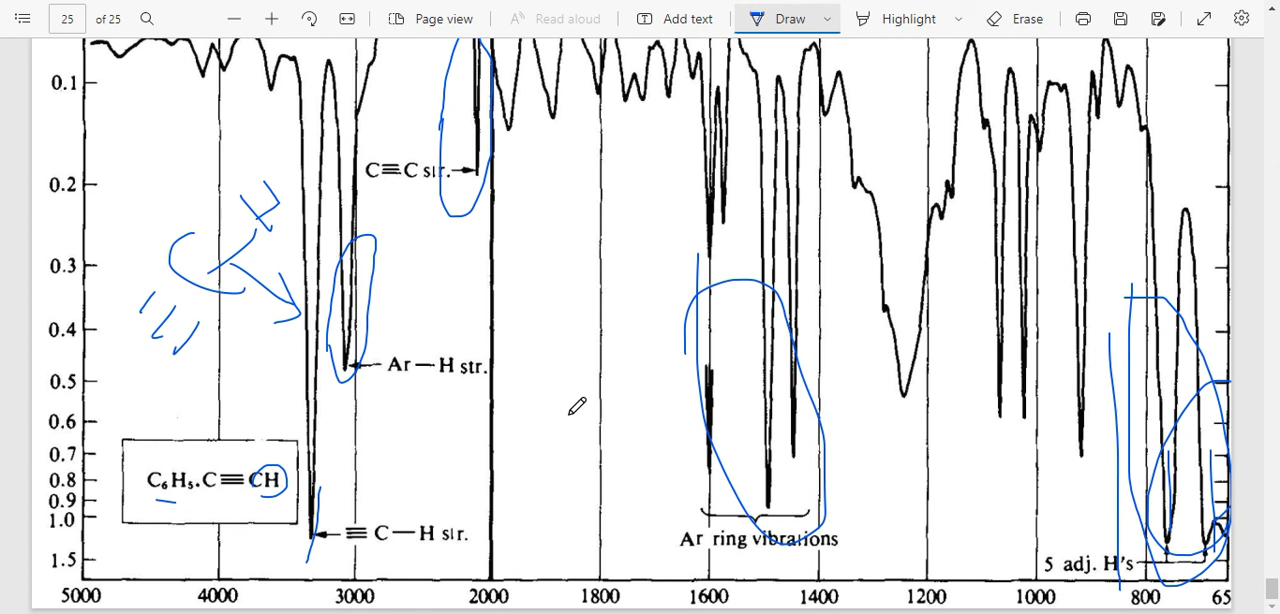 25 of 25 Page view Read aloud Add text Draw Highlight Erase
0.1
C≡C str.
0.2
H
C
0.3
0.4
Ar — H str.
0.5
0.6
0.7
C₆H₅.C≡CH
0.8
0.9
1.0
≡ C — H str.
Ar ring vibrations
1.5
5 adj. H's
5000 4000 3000 2000 1800 1600 1400 1200 1000 800 65